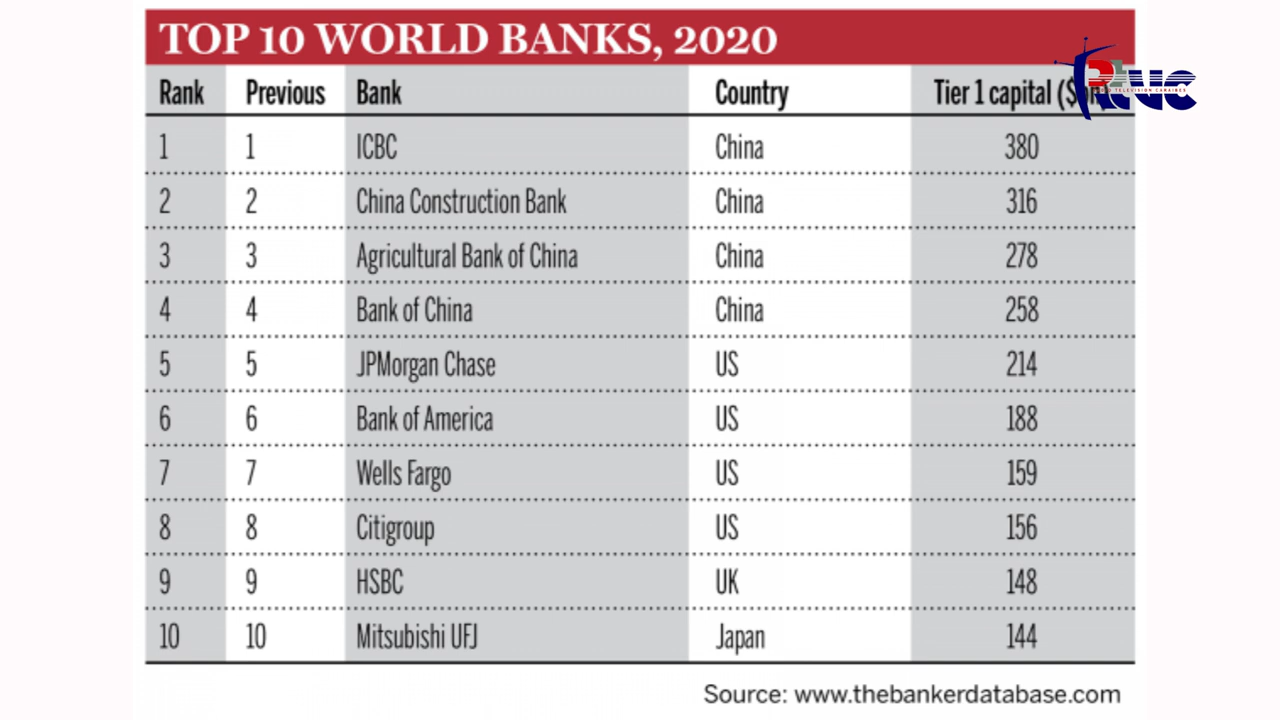 TOP 10 WORLD BANKS, 2020
Rank Previous Bank Country Tier 1 capital
1 1 ICBC China 380
2 2 China Construction Bank China 316
3 3 Agricultural Bank of China China 278
4 4 Bank of China China 258
5 5 JPMorgan Chase US 214
6 6 Bank of America US 188
7 7 Wells Fargo US 159
8 8 Citigroup US 156
9 9 HSBC UK 148
10 10 Mitsubishi UFJ Japan 144
Source: www.thebankerdatabase.com